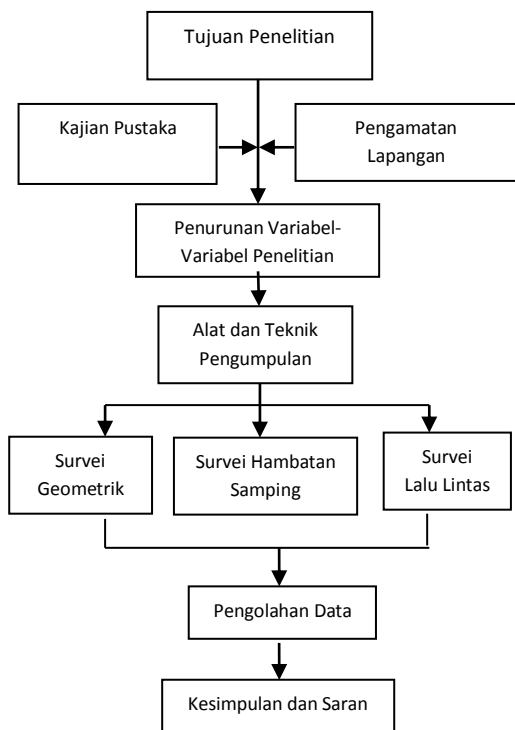 Tujuan Penelitian
Kajian Pustaka
Pengamatan
Lapangan
Penurunan Variabel-
Variabel Penelitian
Alat dan Teknik
Pengumpulan
Survei
Geometrik
Survei Hambatan
Samping
Survei
Lalu Lintas
Pengolahan Data
Kesimpulan dan Saran